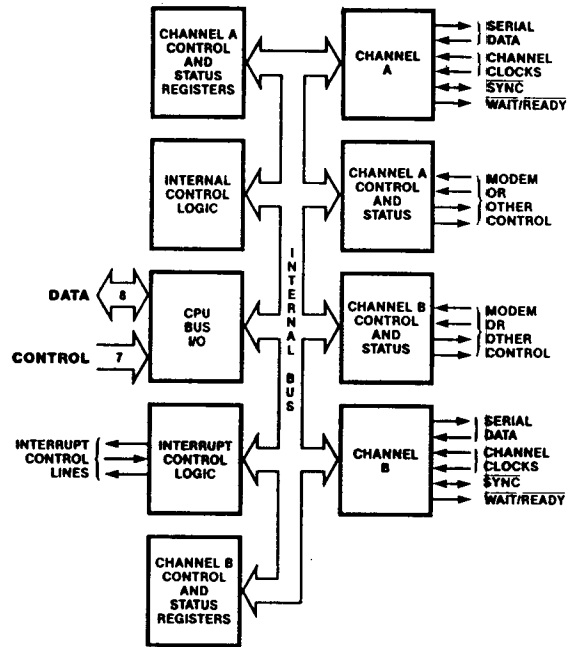 CHANNEL A
CONTROL
AND
STATUS
REGISTERS
CHANNEL
A
SERIAL
DATA
CHANNEL
CLOCKS
SYNC
WAIT/READY
INTERNAL
CONTROL
LOGIC
CHANNEL A
CONTROL
AND
STATUS
MODEM
OR
OTHER
CONTROL
DATA
8
CONTROL
7
CPU
BUS
I/O
INTERNAL BUS
CHANNEL B
CONTROL
AND
STATUS
MODEM
OR
OTHER
CONTROL
INTERRUPT
CONTROL
LINES
INTERRUPT
CONTROL
LOGIC
CHANNEL
B
SERIAL
DATA
CHANNEL
CLOCKS
SYNC
WAIT/READY
CHANNEL B
CONTROL
AND
STATUS
REGISTERS